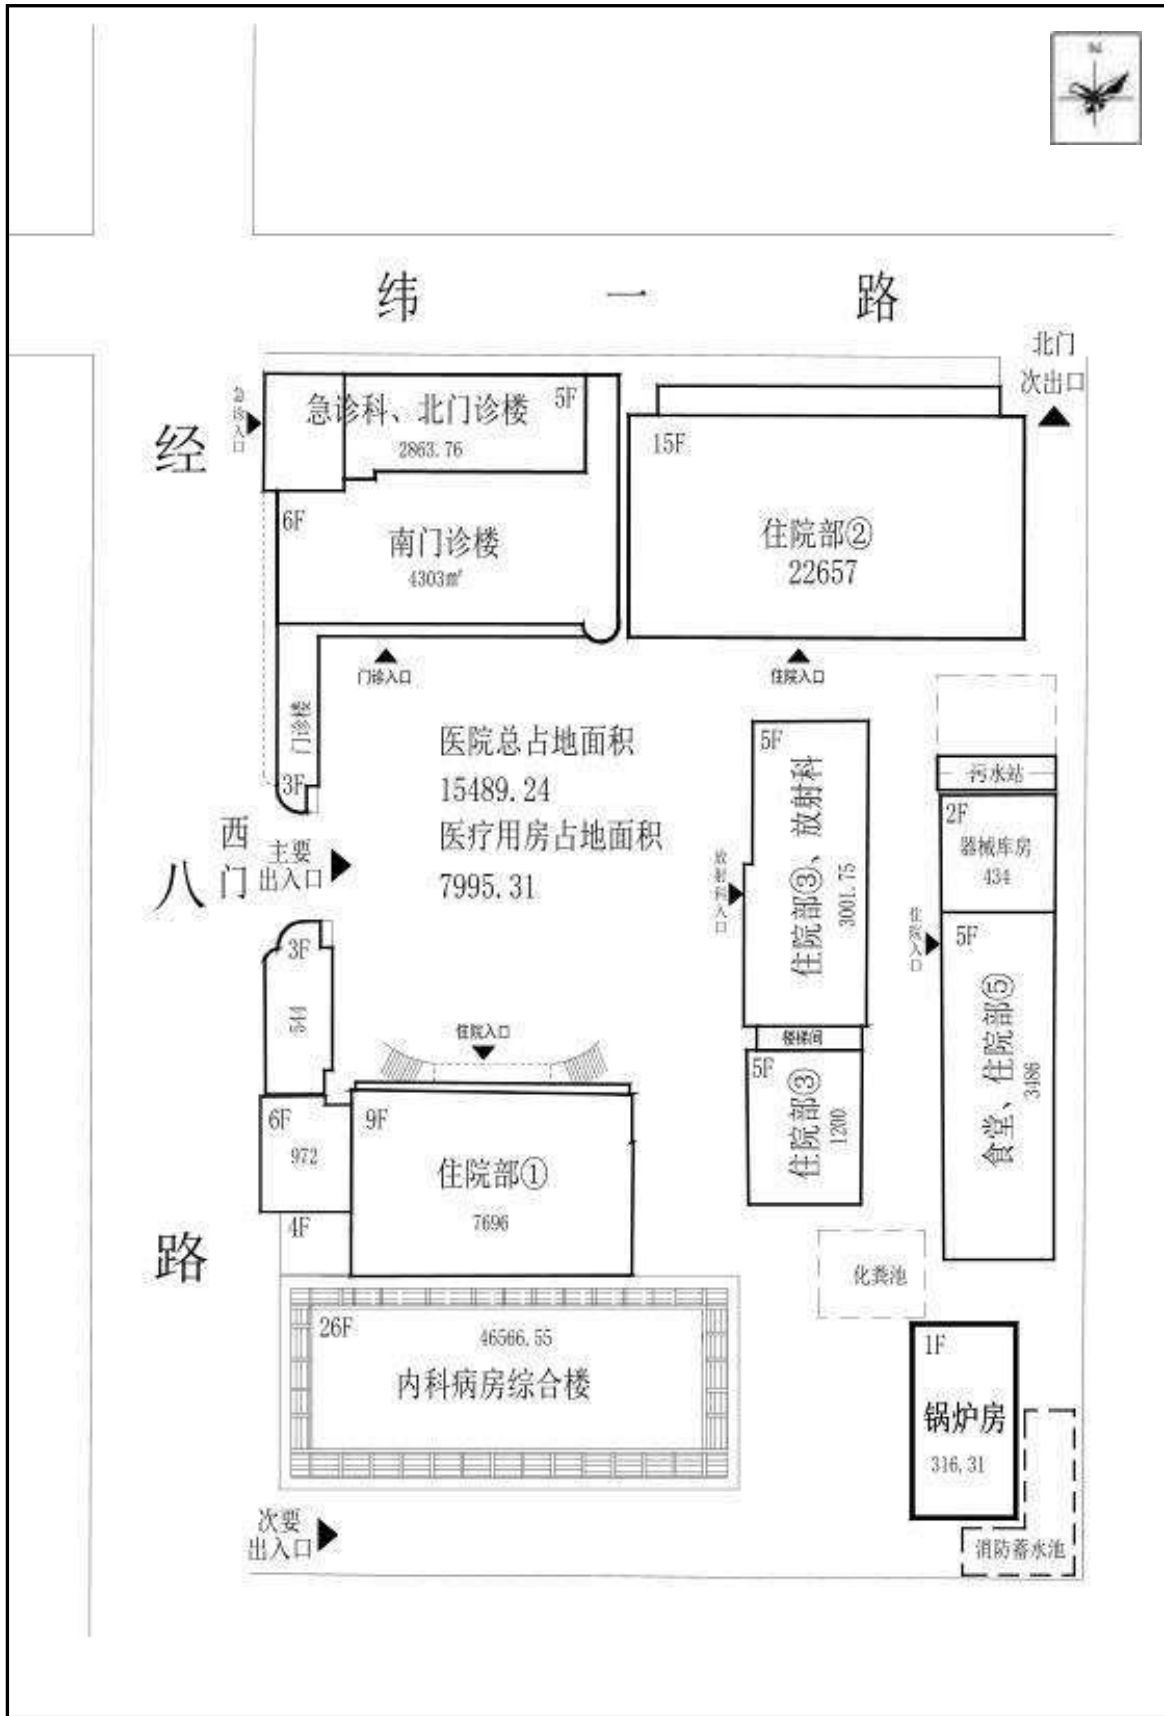 N
纬一路
北门
次出口
急诊入口
急诊科、北门诊楼
5F
2863.76
15F
经八路
6F
南门诊楼
4303㎡
住院部②
22657
门诊入口
住院入口
门诊楼
3F
医院总占地面积
15489.24
医疗用房占地面积
7995.31
5F
住院部③、放射科
3001.75
放射科入口
污水站
2F
器械库房
434
西门
主要
出入口
住院入口
5F
食堂、住院部⑤
3486
3F
544
住院入口
楼梯间
5F
住院部③
1200
6F
972
9F
住院部①
7696
4F
化粪池
26F
46566.55
内科病房综合楼
1F
锅炉房
316.31
次要
出入口
消防蓄水池